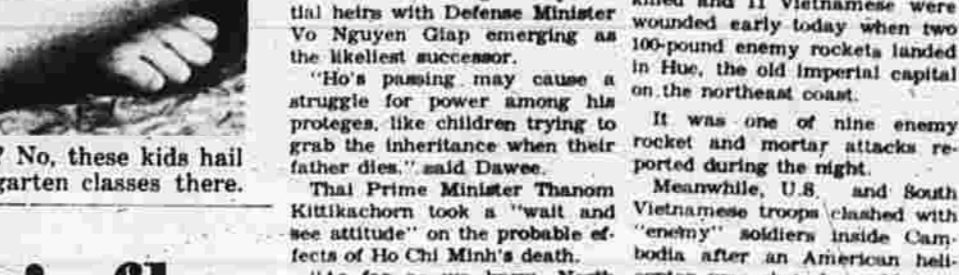 ? No, these kids hail
garten classes there.
tial heirs with Defense Minister
Vo Nguyen Giap emerging as
the likeliest successor.
"Ho's passing may cause a
struggle for power among his
proteges, like children trying to
grab the inheritance when their
father dies," said Dawee.
Thai Prime Minister Thanom
Kittikachorn took a "wait and
see attitude" on the probable ef-
fects of Ho Chi Minh's death.
killed and 11 Vietnamese were
wounded early today when two
100-pound enemy rockets landed
in Hue, the old imperial capital
on the northeast coast.
It was one of nine enemy
rocket and mortar attacks re-
ported during the night.
Meanwhile, U.S. and South
Vietnamese troops clashed with
"enemy" soldiers inside Cam-
bodia after an American heli-